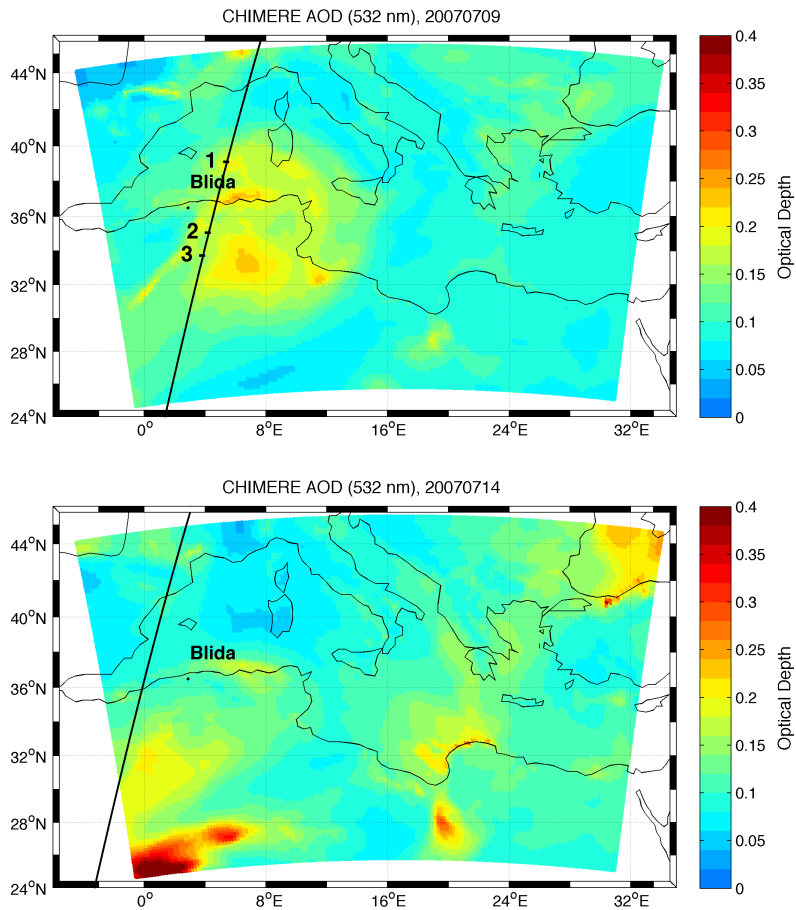 CHIMERE AOD (532 nm), 20070709
44°N
40°N
36°N
32°N
28°N
24°N
0°
8°E
16°E
24°E
32°E
1
Blida
2
3
0.4
0.35
0.3
0.25
0.2
0.15
0.1
0.05
0
Optical Depth
CHIMERE AOD (532 nm), 20070714
44°N
40°N
36°N
32°N
28°N
24°N
0°
8°E
16°E
24°E
32°E
Blida
0.4
0.35
0.3
0.25
0.2
0.15
0.1
0.05
0
Optical Depth